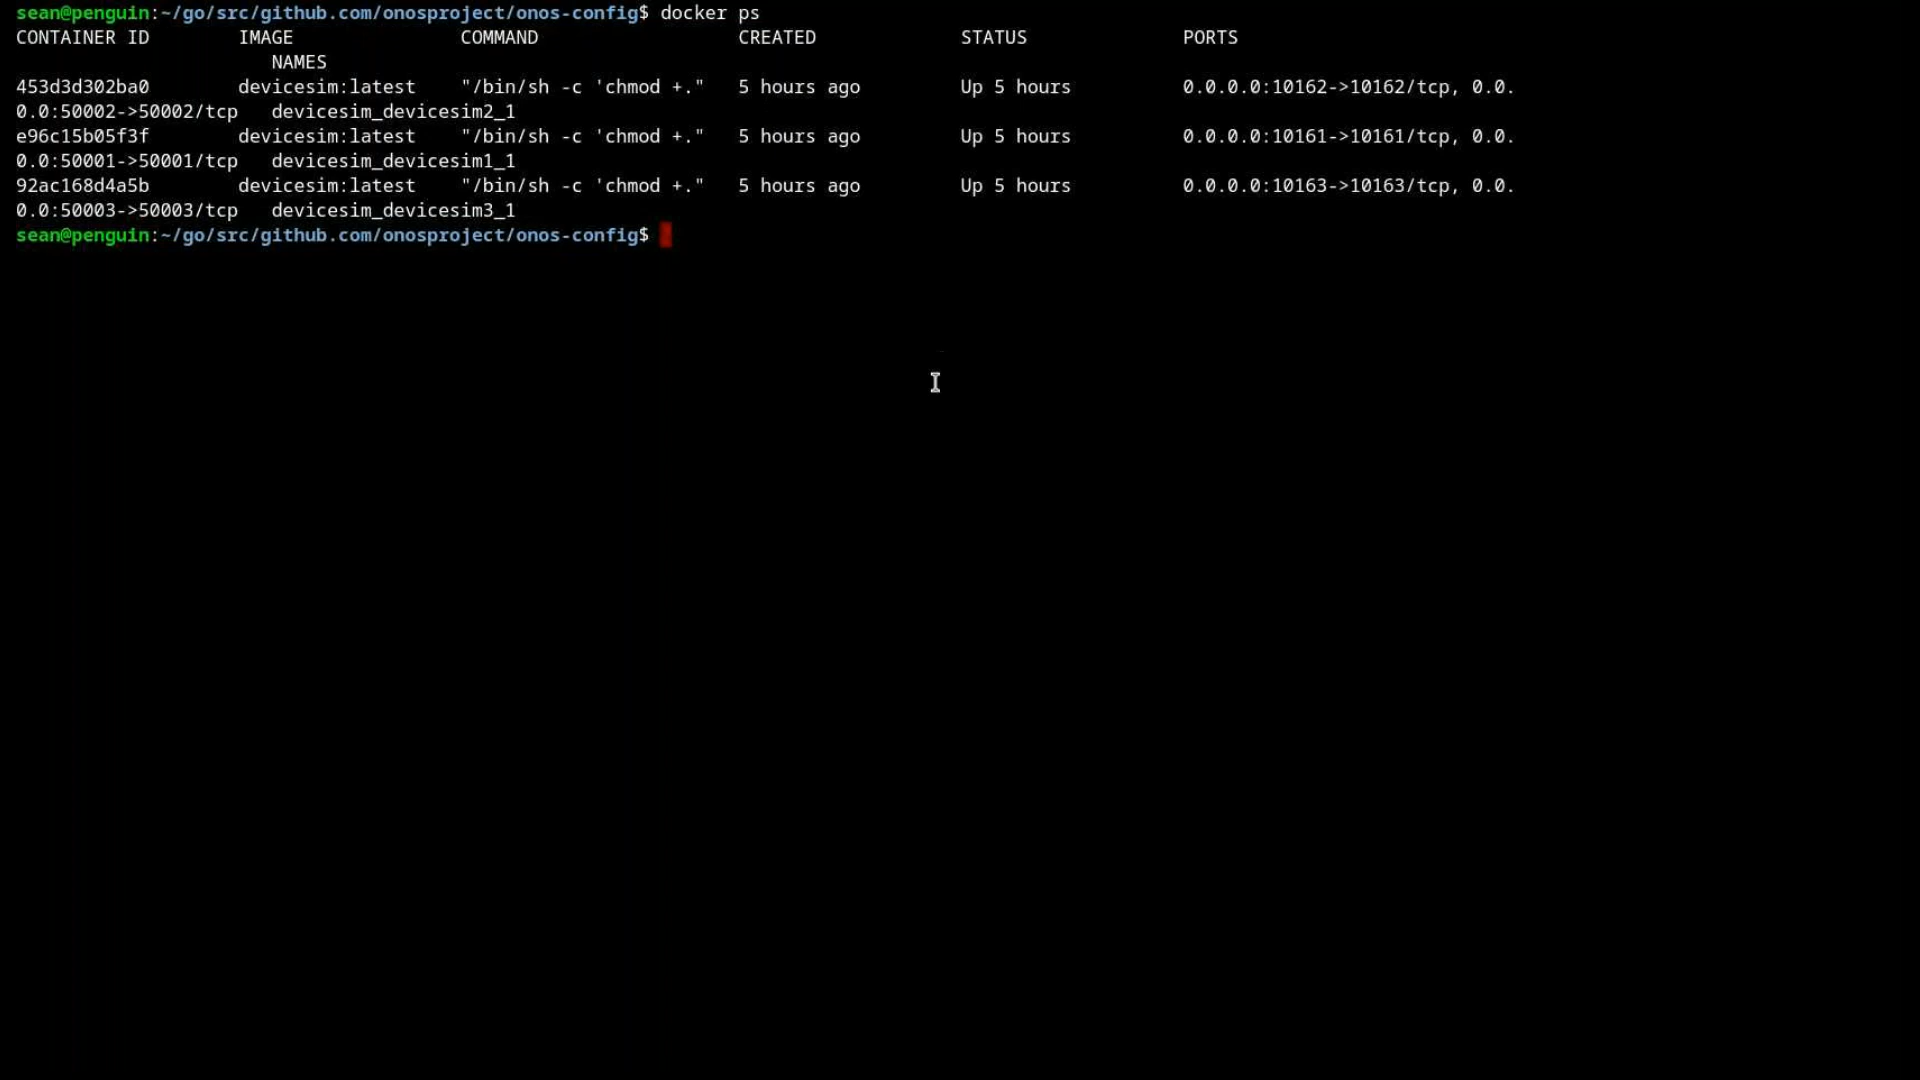 sean@penguin:~/go/src/github.com/onosproject/onos-config$ docker ps
CONTAINER ID        IMAGE               COMMAND                  CREATED             STATUS              PORTS
                       NAMES
453d3d302ba0        devicesim:latest    "/bin/sh -c 'chmod +."   5 hours ago         Up 5 hours          0.0.0.0:10162->10162/tcp, 0.0.
0.0:50002->50002/tcp   devicesim_devicesim2_1
e96c15b05f3f        devicesim:latest    "/bin/sh -c 'chmod +."   5 hours ago         Up 5 hours          0.0.0.0:10161->10161/tcp, 0.0.
0.0:50001->50001/tcp   devicesim_devicesim1_1
92ac168d4a5b        devicesim:latest    "/bin/sh -c 'chmod +."   5 hours ago         Up 5 hours          0.0.0.0:10163->10163/tcp, 0.0.
0.0:50003->50003/tcp   devicesim_devicesim3_1
sean@penguin:~/go/src/github.com/onosproject/onos-config$